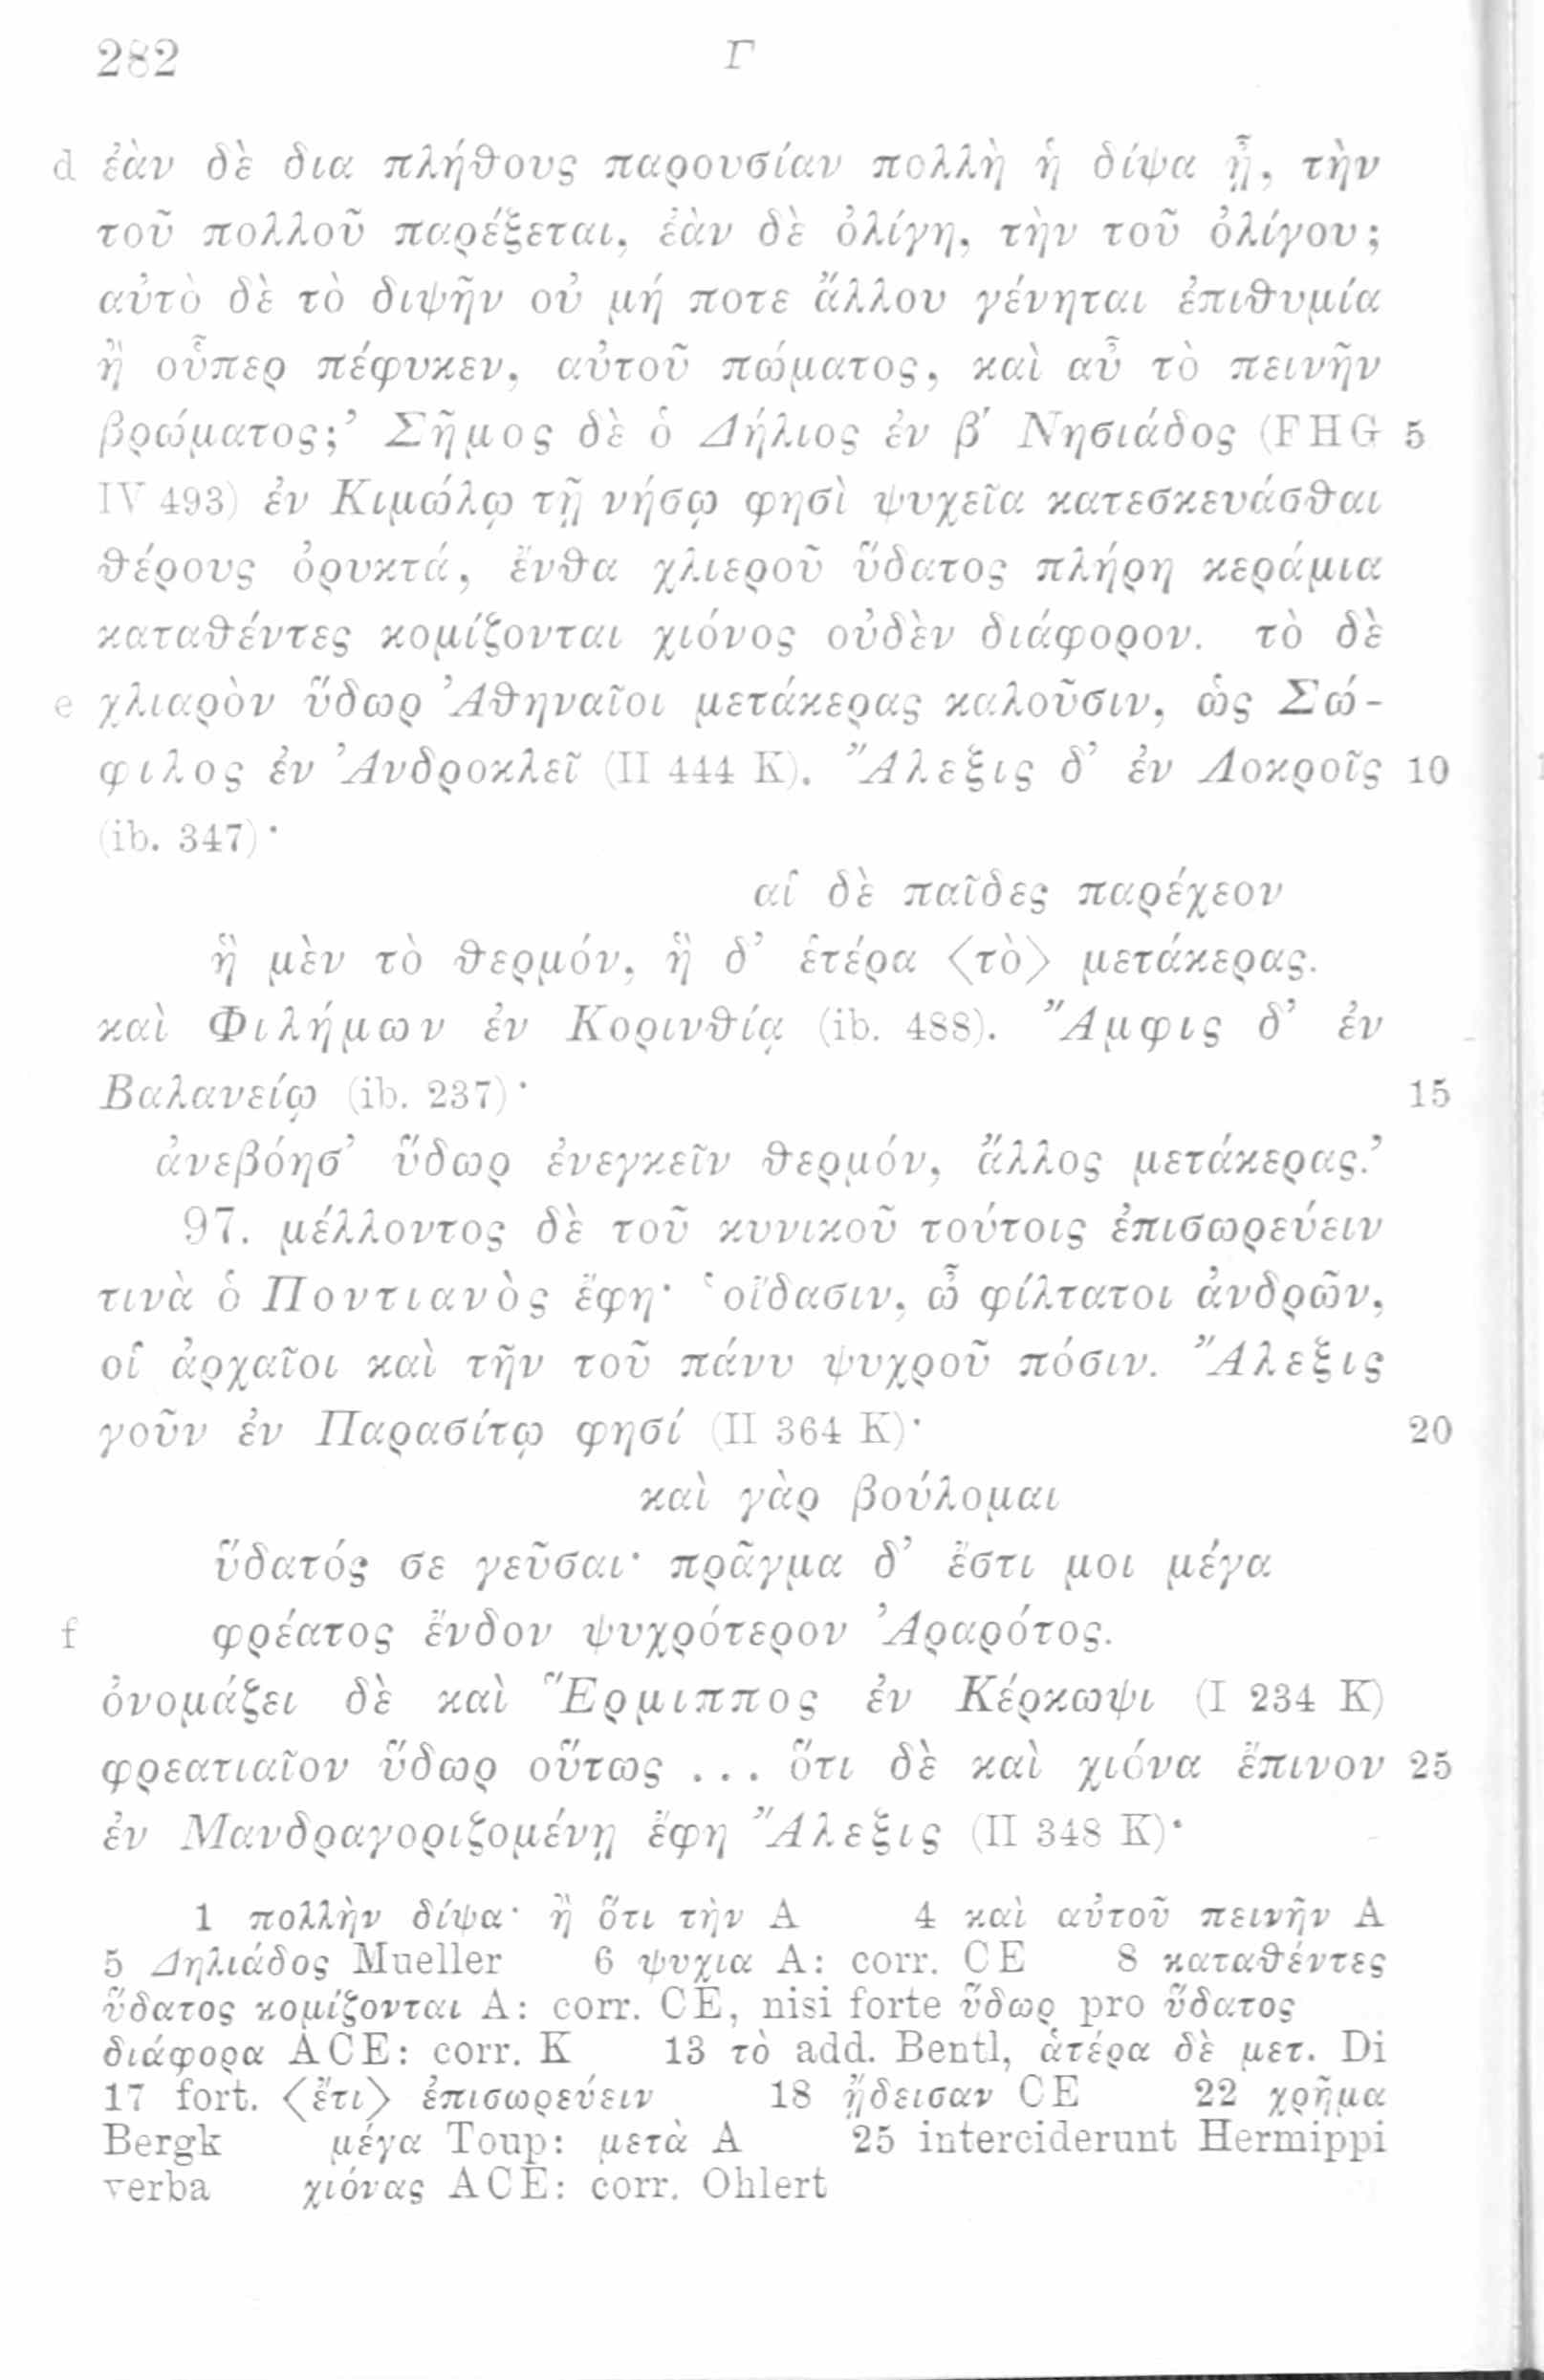 282 Γ
d ἐὰν δὲ δια πλήθους παρουσίαν πολλὴ ἡ δίψα ᾖ, τὴν
τοῦ πολλοῦ παρέξεται, ἐὰν δὲ ὀλίγη, τὴν τοῦ ὀλίγου;
αὐτὸ δὲ τὸ διψῆν οὐ μή ποτε ἄλλου γένηται ἐπιθυμία
ἢ οὗπερ πέφυκεν, αὐτοῦ πώματος, καὶ αὖ τὸ πεινῆν
βρώματος;’ Σῆμος δὲ ὁ Δήλιος ἐν β′ Νησιάδος (FHG 5
IV 493) ἐν Κιμώλῳ τῇ νήσῳ φησὶ ψυχεῖα κατεσκευάσθαι
θέρους ὀρυκτά, ἔνθα χλιεροῦ ὕδατος πλήρη κεράμια
καταθέντες κομίζονται χιόνος οὐδὲν διάφορον. τὸ δὲ
e χλιαρὸν ὕδωρ Ἀθηναῖοι μετάκερας καλοῦσιν, ὡς Σώ-
φιλος ἐν Ἀνδροκλεῖ (II 444 K). Ἄλεξις δ’ ἐν Λοκροῖς 10
(ib. 347)·
αἱ δὲ παῖδες παρέχεον
ἣ μὲν τὸ θερμόν, ἣ δ’ ἑτέρα 〈τὸ〉 μετάκερας.
καὶ Φιλήμων ἐν Κορινθίᾳ (ib. 488). Ἄμφις δ’ ἐν
Βαλανείῳ (ib. 237)· 15
ἀνεβόησ’ ὕδωρ ἐνεγκεῖν θερμόν, ἄλλος μετάκερας.’
97. μέλλοντος δὲ τοῦ κυνικοῦ τούτοις ἐπισωρεύειν
τινὰ ὁ Ποντιανὸς ἔφη· ‘οἴδασιν, ὦ φίλτατοι ἀνδρῶν,
οἱ ἀρχαῖοι καὶ τῆν τοῦ πάνυ ψυχροῦ πόσιν. Ἄλεξις
γοῦν ἐν Παρασίτῳ φησί (II 364 K)· 20
καὶ γὰρ βούλομαι
ὕδατός σε γεῦσαι· πρᾶγμα δ’ ἔστι μοι μέγα
f φρέατος ἔνδον ψυχρότερον Ἀραρότος.
ὀνομάζει δὲ καὶ Ἕρμιππος ἐν Κέρκωψι (I 234 K)
φρεατιαῖον ὕδωρ οὕτως ... ὅτι δὲ καὶ χιόνα ἔπινον 25
ἐν Μανδραγοριζομένῃ ἔφη Ἄλεξις (II 348 K)·
1 πολλὴν δίψα· ἢ ὅτι τὴν A 4 καὶ αὐτοῦ πεινῆν A
5 Δηλιάδος Mueller 6 ψυχια A: corr. CE 8 καταθέντες
ὕδατος κομίζονται A: corr. CE, nisi forte ὕδωρ pro ὕδατος
διάφορα ACE: corr. K 13 τὸ add. Bentl, ἁτέρα δὲ μετ. Di
17 fort. 〈ἔτι〉 ἐπισωρεύειν 18 ᾔδεισαν CE 22 χρῆμα
Bergk μέγα Toup: μετὰ A 25 interciderunt Hermippi
verba χιόνας ACE: corr. Ohlert